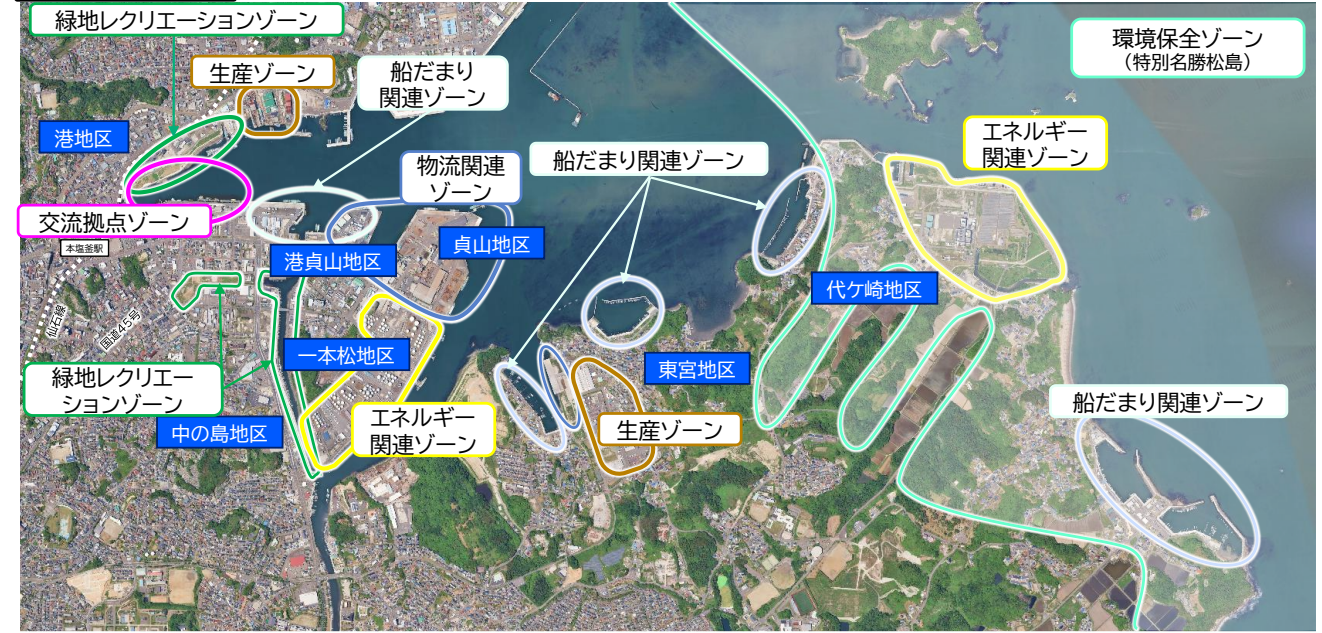 緑地レクリエーションゾーン
生産ゾーン
船だまり
関連ゾーン
環境保全ゾーン
(特別名勝松島)
港地区
エネルギー
関連ゾーン
物流関連
ゾーン
船だまり関連ゾーン
交流拠点ゾーン
本塩釜駅
港貞山地区
貞山地区
代ケ崎地区
仙石線
国道45号
一本松地区
東宮地区
緑地レクリエー
ションゾーン
中の島地区
エネルギー
関連ゾーン
生産ゾーン
船だまり関連ゾーン